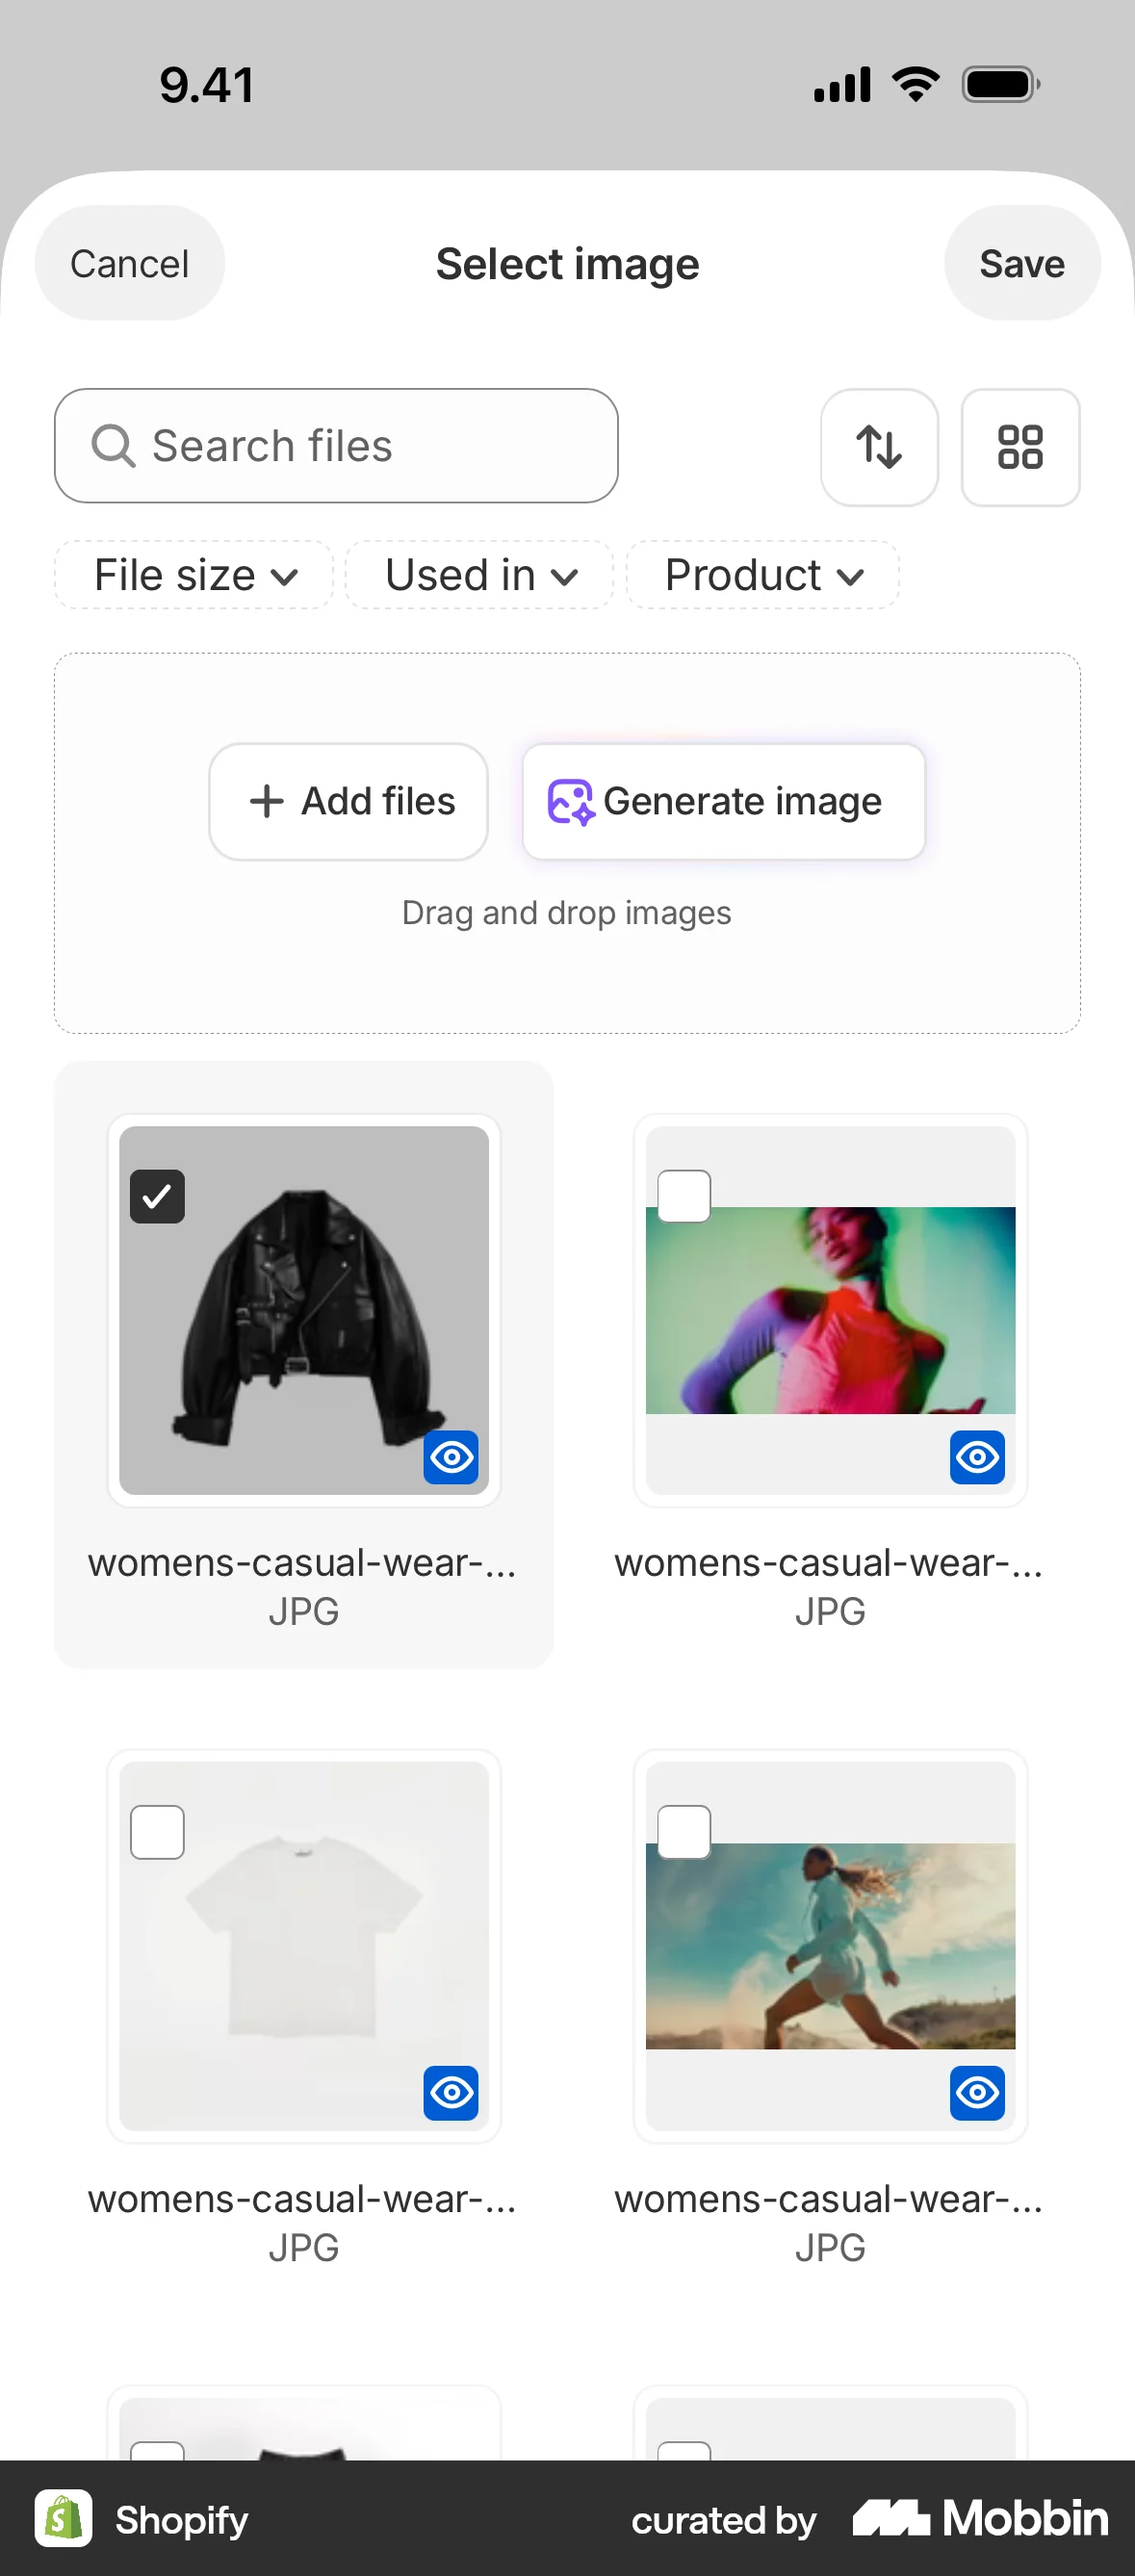 9.41
Cancel
Select image
Save
Search files
File size
Used in
Product
Add files
Generate image
Drag and drop images
womens-casual-wear-...
JPG
womens-casual-wear-...
JPG
womens-casual-wear-...
JPG
womens-casual-wear-...
JPG
Shopify
curated by
Mobbin